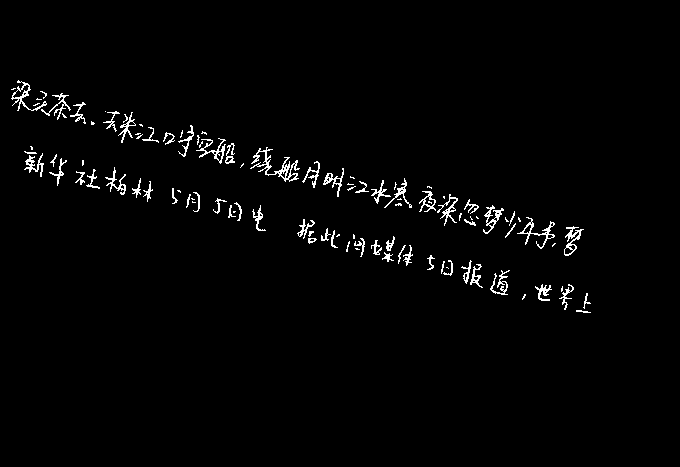 梁买茶去。去来江口守空船，绕船月明江水寒。夜深忽梦少年事，梦
新华社柏林5月5日电 据此间媒体5日报道，世界上